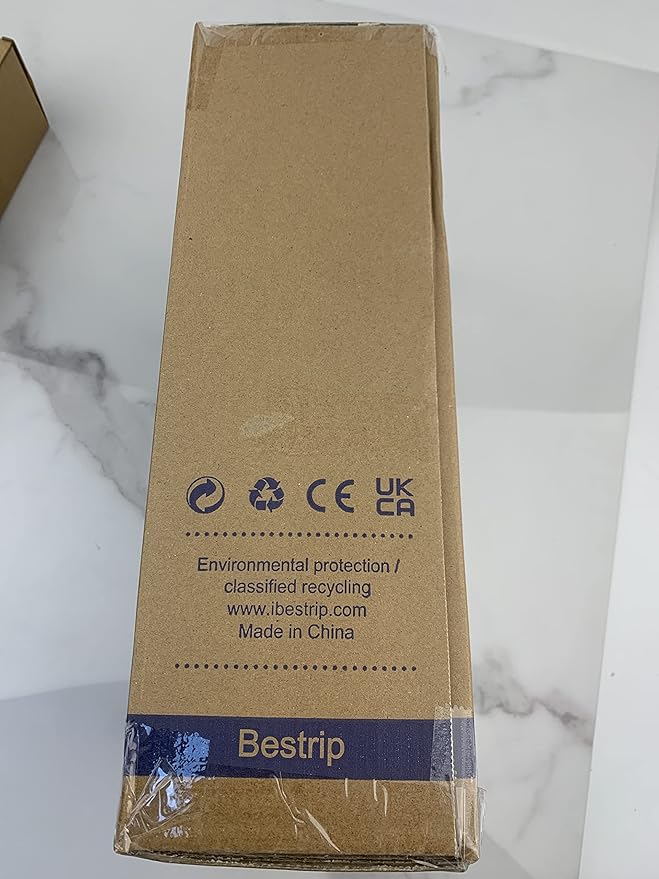 CE UK
CA
Environmental protection /
classified recycling
www.ibestrip.com
Made in China
Bestrip